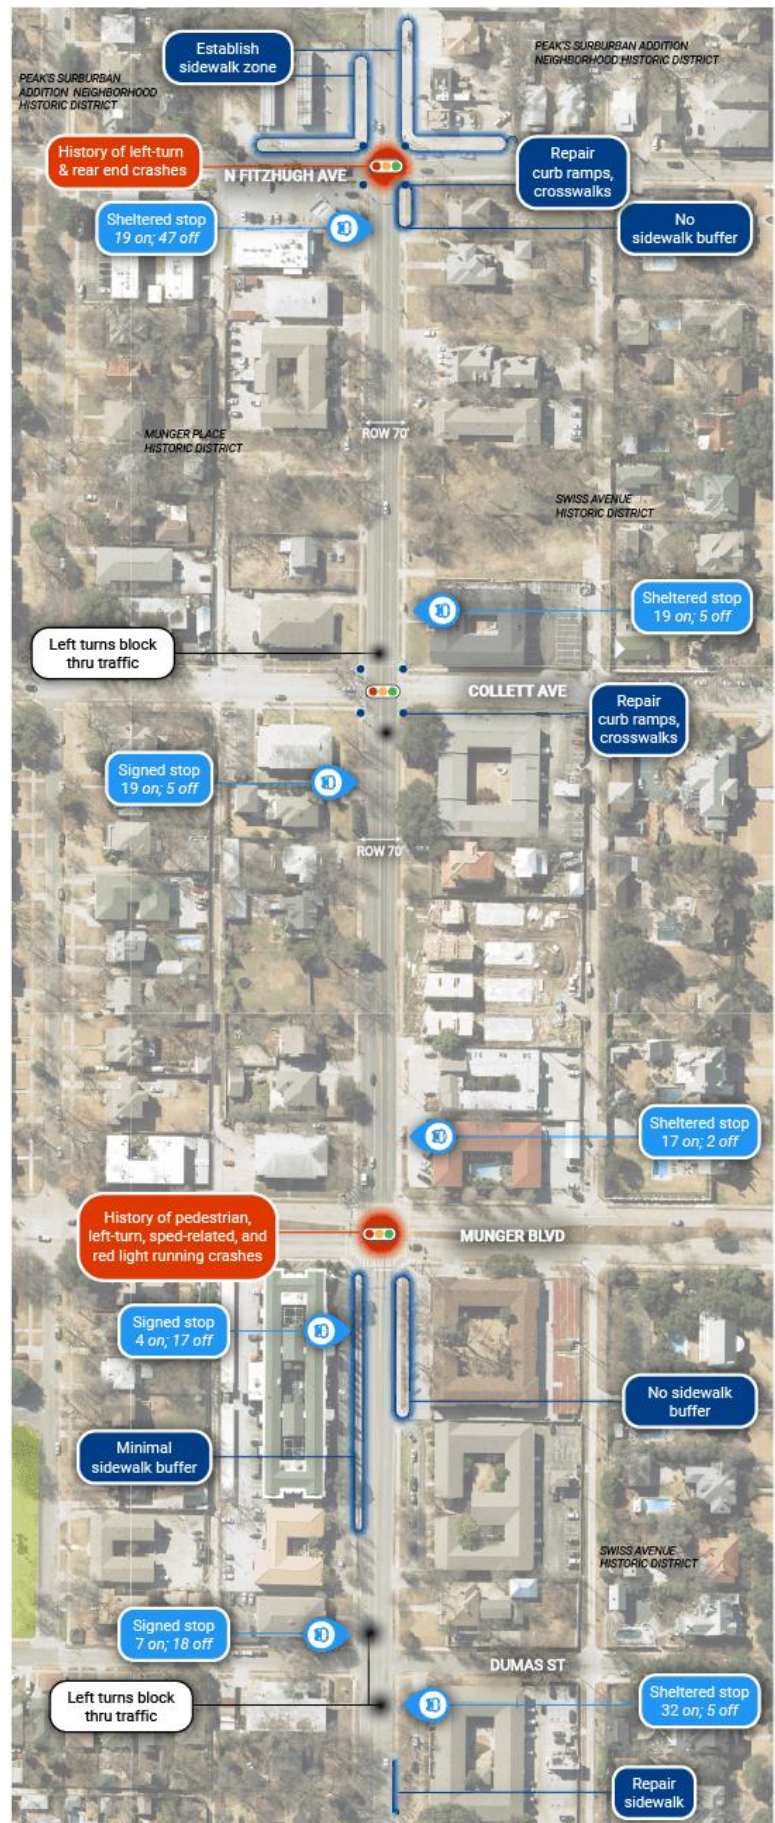 Establish
sidewalk zone
PEAK'S SURBURBAN ADDITION
NEIGHBORHOOD HISTORIC DISTRICT
PEAK'S SURBURBAN
ADDITION NEIGHBORHOOD
HISTORIC DISTRICT
History of left-turn
& rear end crashes
N FITZHUGH AVE
Repair
curb ramps,
crosswalks
Sheltered stop
19 on; 47 off
No
sidewalk buffer
ROW 70'
MUNGER PLACE
HISTORIC DISTRICT
SWISS AVENUE
HISTORIC DISTRICT
Sheltered stop
19 on; 5 off
Left turns block
thru traffic
COLLETT AVE
Repair
curb ramps,
crosswalks
Signed stop
19 on; 5 off
ROW 70'
Sheltered stop
17 on; 2 off
History of pedestrian,
left-turn, sped-related, and
red light running crashes
MUNGER BLVD
Signed stop
4 on; 17 off
No sidewalk
buffer
Minimal
sidewalk buffer
SWISS AVENUE
HISTORIC DISTRICT
Signed stop
7 on; 18 off
DUMAS ST
Left turns block
thru traffic
Sheltered stop
32 on; 5 off
Repair
sidewalk